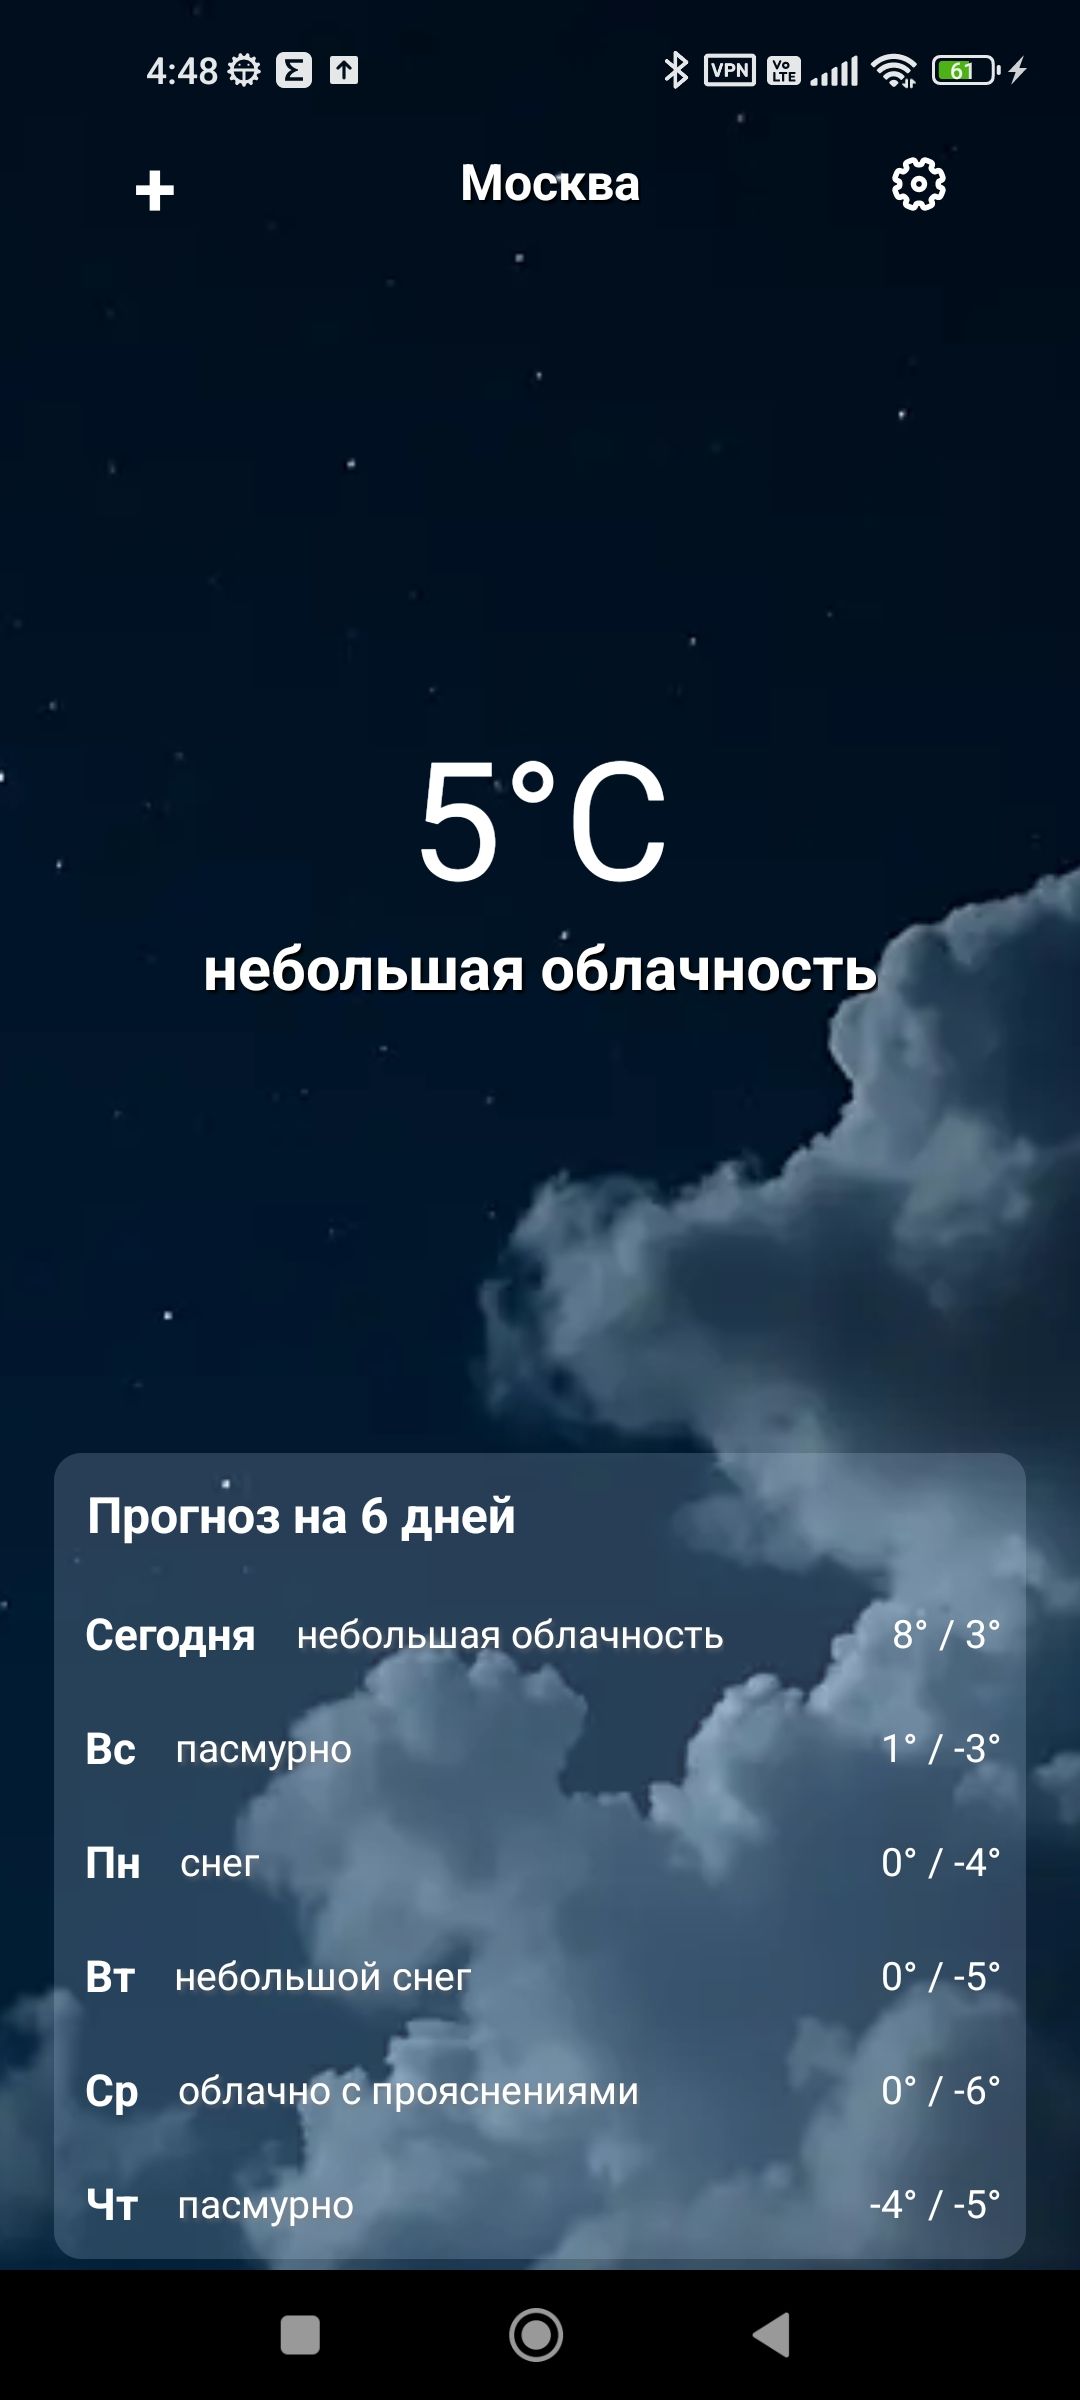 4:48 Σ VPN Vo LTE 61
Москва
5°C
небольшая облачность
Прогноз на 6 дней
Сегодня небольшая облачность 8° / 3°
Вс пасмурно 1° / -3°
Пн снег 0° / -4°
Вт небольшой снег 0° / -5°
Ср облачно с прояснениями 0° / -6°
Чт пасмурно -4° / -5°